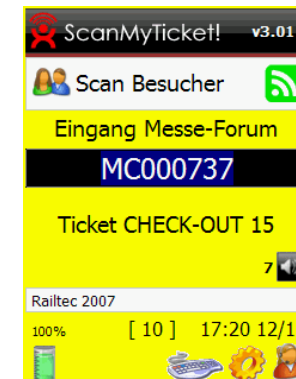 ScanMyTicket! v3.01
Scan Besucher
Eingang Messe-Forum
MC000737
Ticket CHECK-OUT 15
7
Railtec 2007
100% [ 10 ] 17:20 12/1